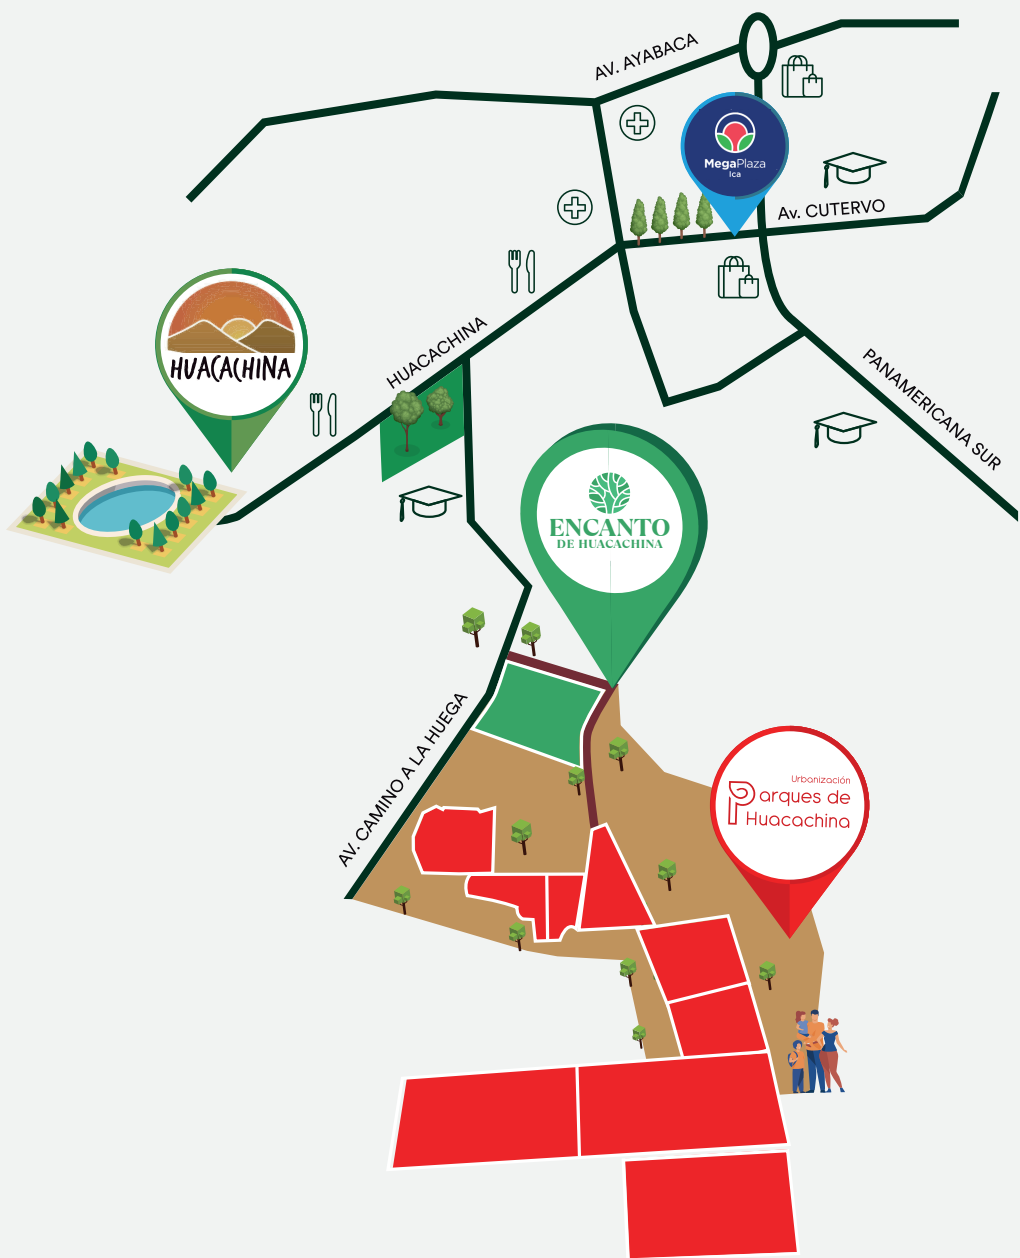 AV. AYABACA
MegaPlaza
Ica
Av. CUTERVO
HUACACHINA
HUACACHINA
PANAMERICANA SUR
ENCANTO
DE HUACACHINA
AV. CAMINO A LA HUEGA
Urbanización
Parques de
Huacachina